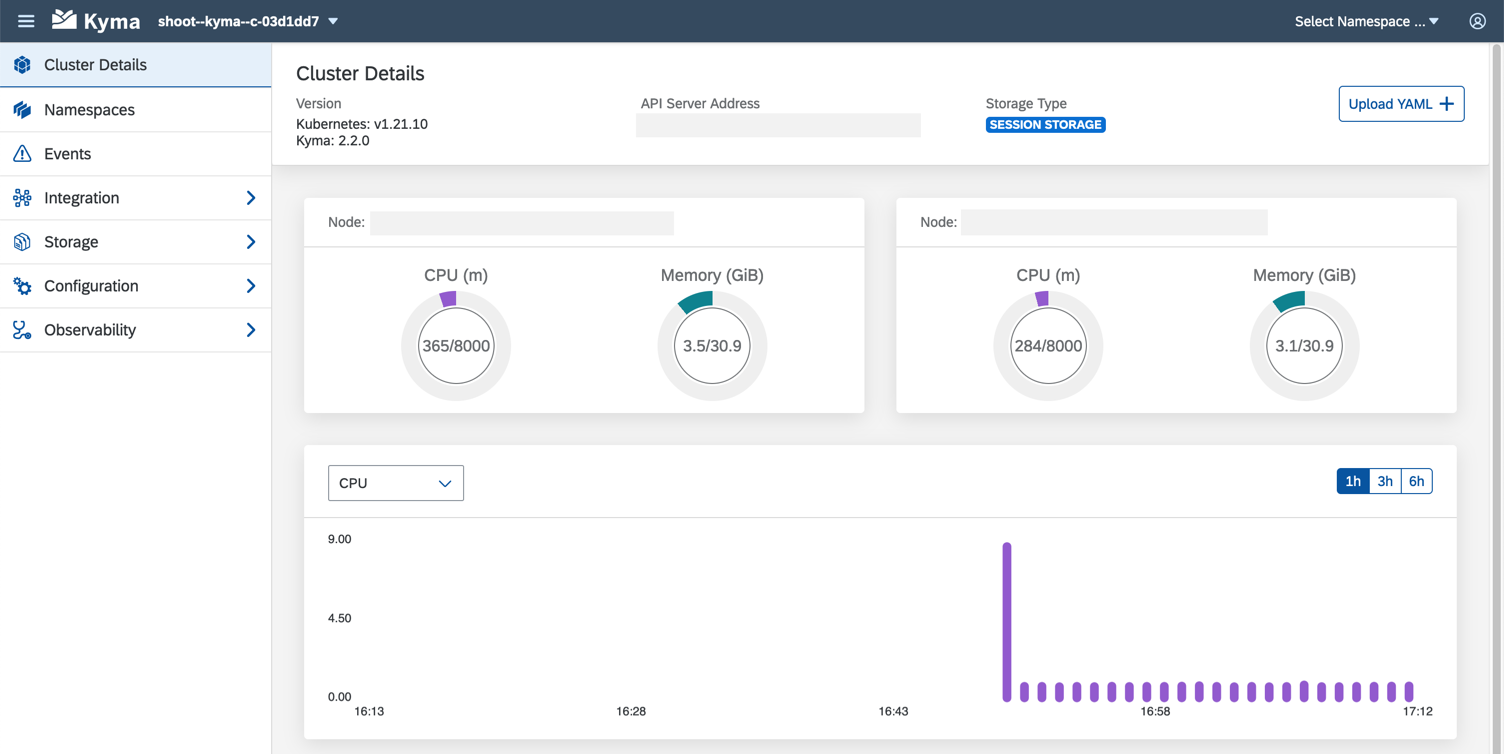 Kyma shoot--kyma--c-03d1dd7 Select Namespace ...
Cluster Details
Namespaces
Events
Integration
Storage
Configuration
Observability
Cluster Details
Version
Kubernetes: v1.21.10
Kyma: 2.2.0
API Server Address
Storage Type
SESSION STORAGE
Upload YAML
Node:
CPU (m)
365/8000
Memory (GiB)
3.5/30.9
Node:
CPU (m)
284/8000
Memory (GiB)
3.1/30.9
CPU
1h 3h 6h
9.00
4.50
0.00
16:13 16:28 16:43 16:58 17:12